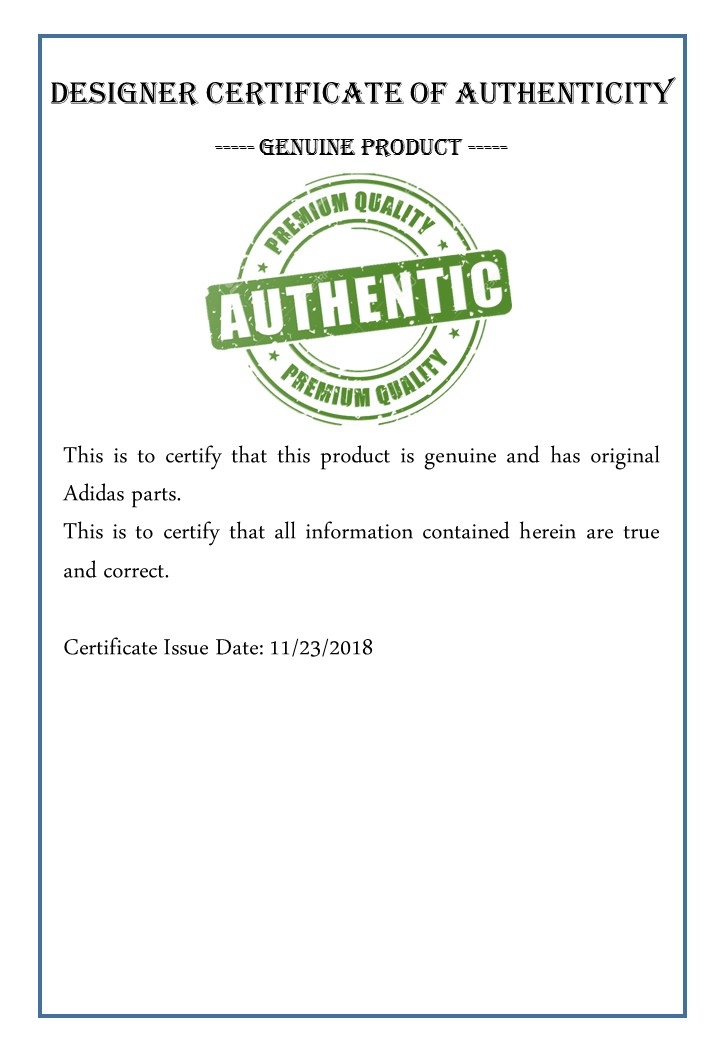 DESIGNER CERTIFICATE OF AUTHENTICITY
----- GENUINE PRODUCT -----
PREMIUM QUALITY
AUTHENTIC
PREMIUM QUALITY
This is to certify that this product is genuine and has original
Adidas parts.
This is to certify that all information contained herein are true
and correct.
Certificate Issue Date: 11/23/2018